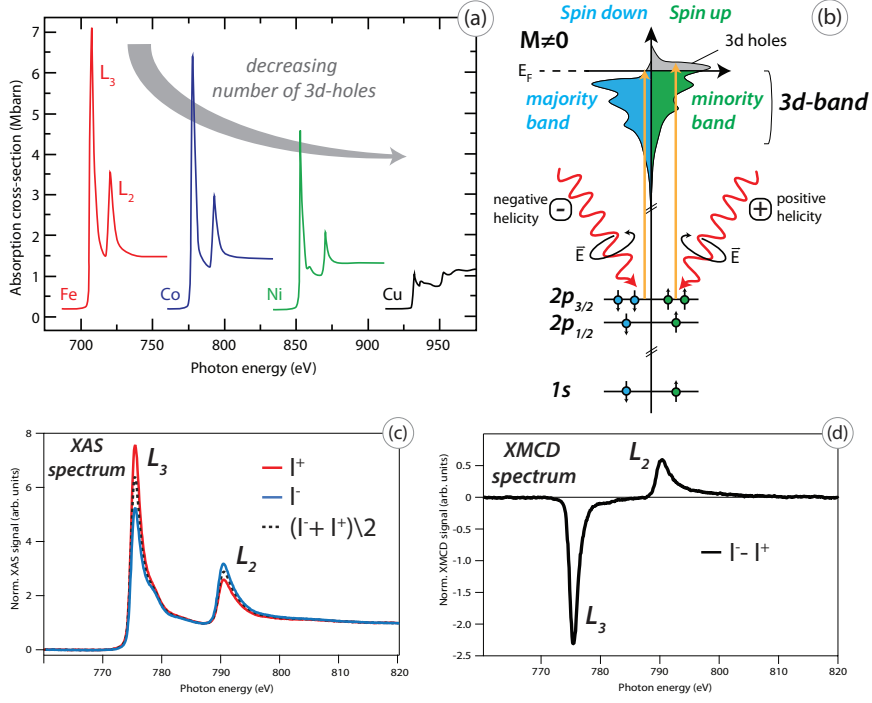 (a)
Absorption cross-section (Mbarn)
7
6
5
4
3
2
1
0
L3
L2
decreasing
number of 3d-holes
Fe
Co
Ni
Cu
700
750
800
850
900
950
Photon energy (eV)
(b)
Spin down
Spin up
M≠0
3d holes
EF
majority
band
minority
band
3d-band
negative
helicity
-
+
positive
helicity
E
E
2p3/2
2p1/2
1s
(c)
Norm. XAS signal (arb. units)
8
6
4
2
0
XAS
spectrum
L3
L2
I+
I-
(I-+ I+)\2
770
780
790
800
810
820
Photon energy (eV)
(d)
Norm. XMCD signal (arb. units)
0.5
0
-0.5
-1.0
-1.5
-2.0
-2.5
XMCD
spectrum
L2
L3
I-- I+
770
780
790
800
810
820
Photon energy (eV)